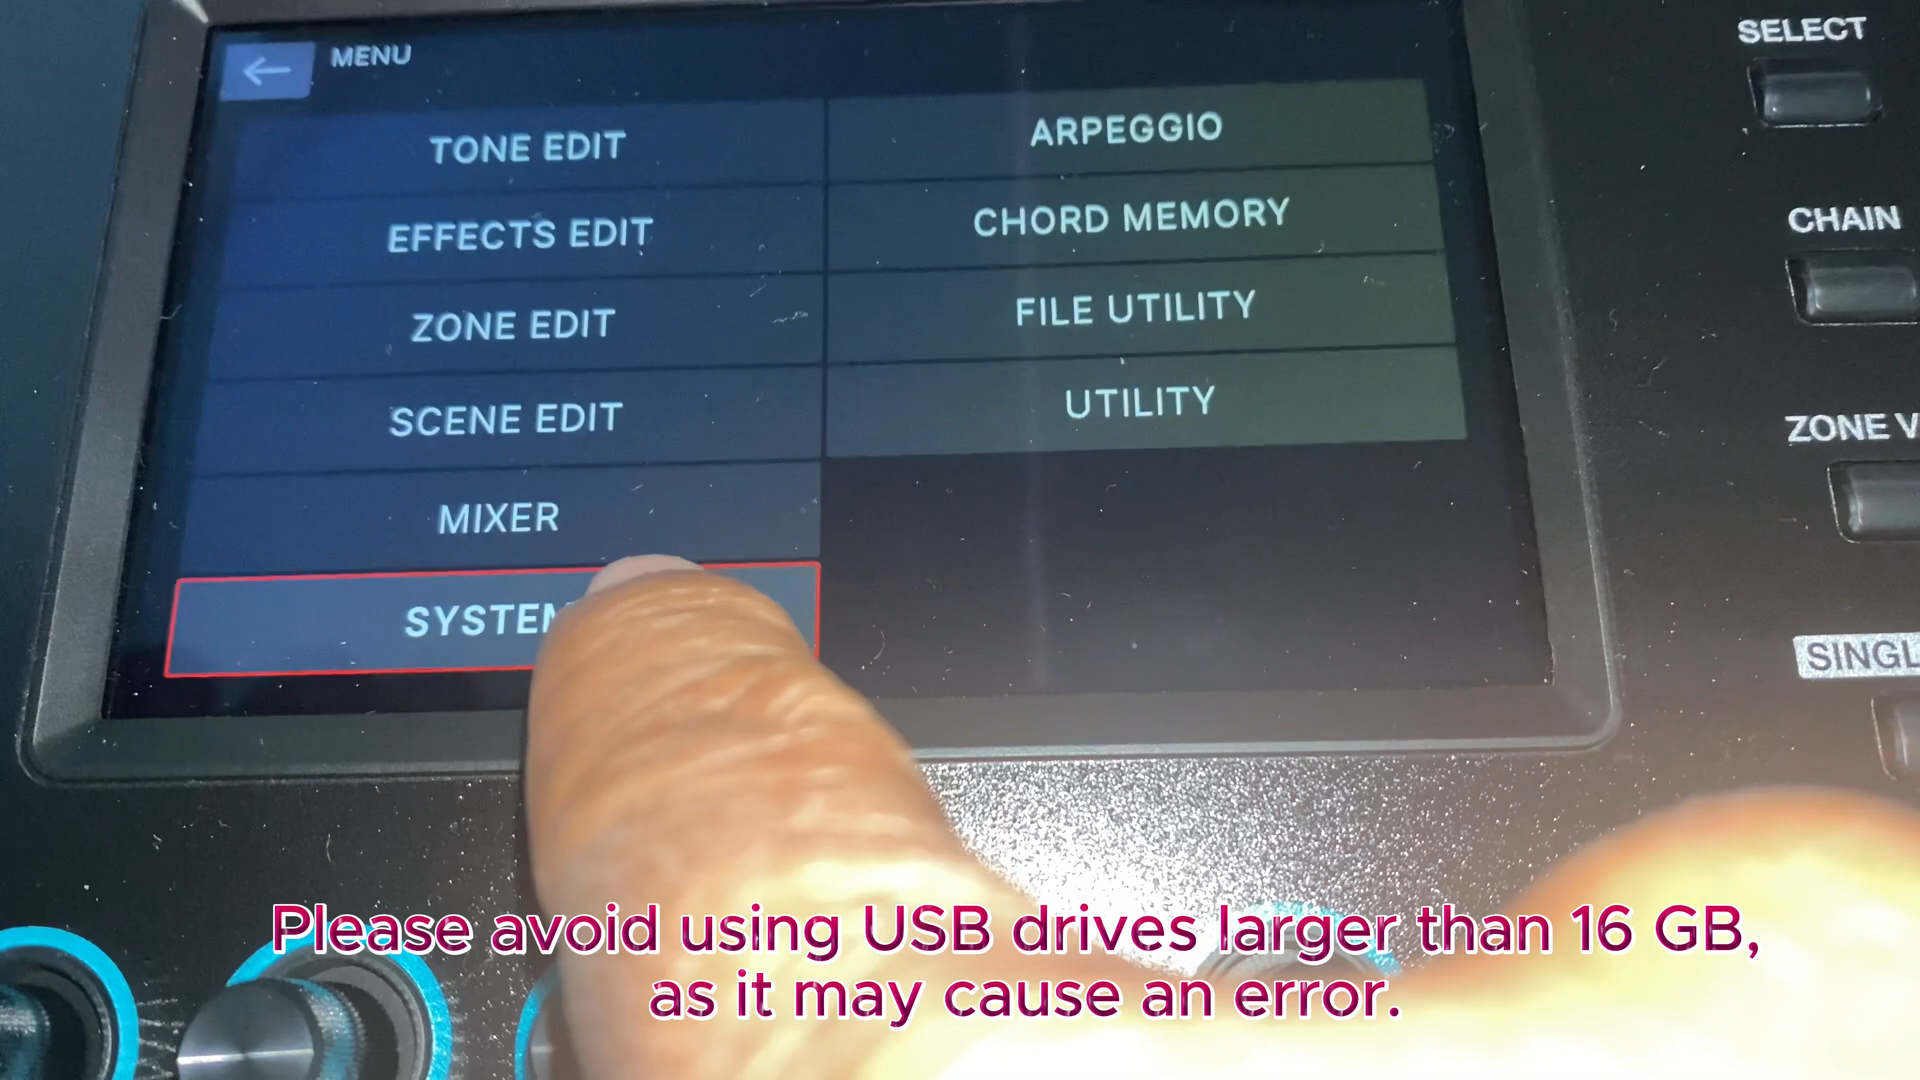 MENU
TONE EDIT
EFFECTS EDIT
ZONE EDIT
SCENE EDIT
MIXER
SYSTEM
ARPEGGIO
CHORD MEMORY
FILE UTILITY
UTILITY
SELECT
CHAIN
ZONE V
SINGL
Please avoid using USB drives larger than 16 GB,
as it may cause an error.